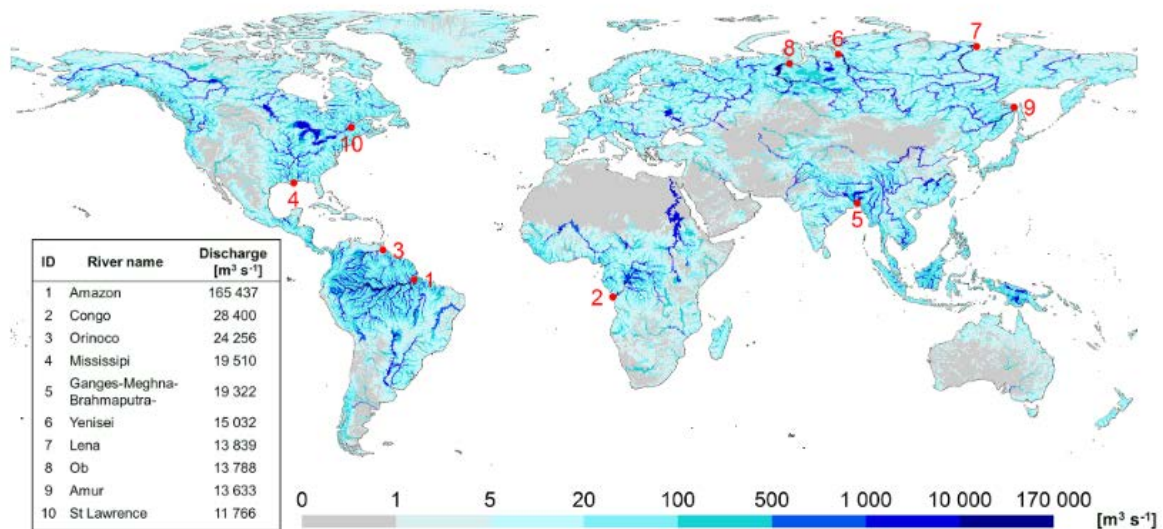 6
7
8
9
10
4
5
3
1
2
ID River name Discharge
[m³ s⁻¹]
1 Amazon 165 437
2 Congo 28 400
3 Orinoco 24 256
4 Mississipi 19 510
5 Ganges-Meghna-
Brahmaputra- 19 322
6 Yenisei 15 032
7 Lena 13 839
8 Ob 13 788
9 Amur 13 633
10 St Lawrence 11 766
0 1 5 20 100 500 1 000 10 000 170 000 [m³ s⁻¹]